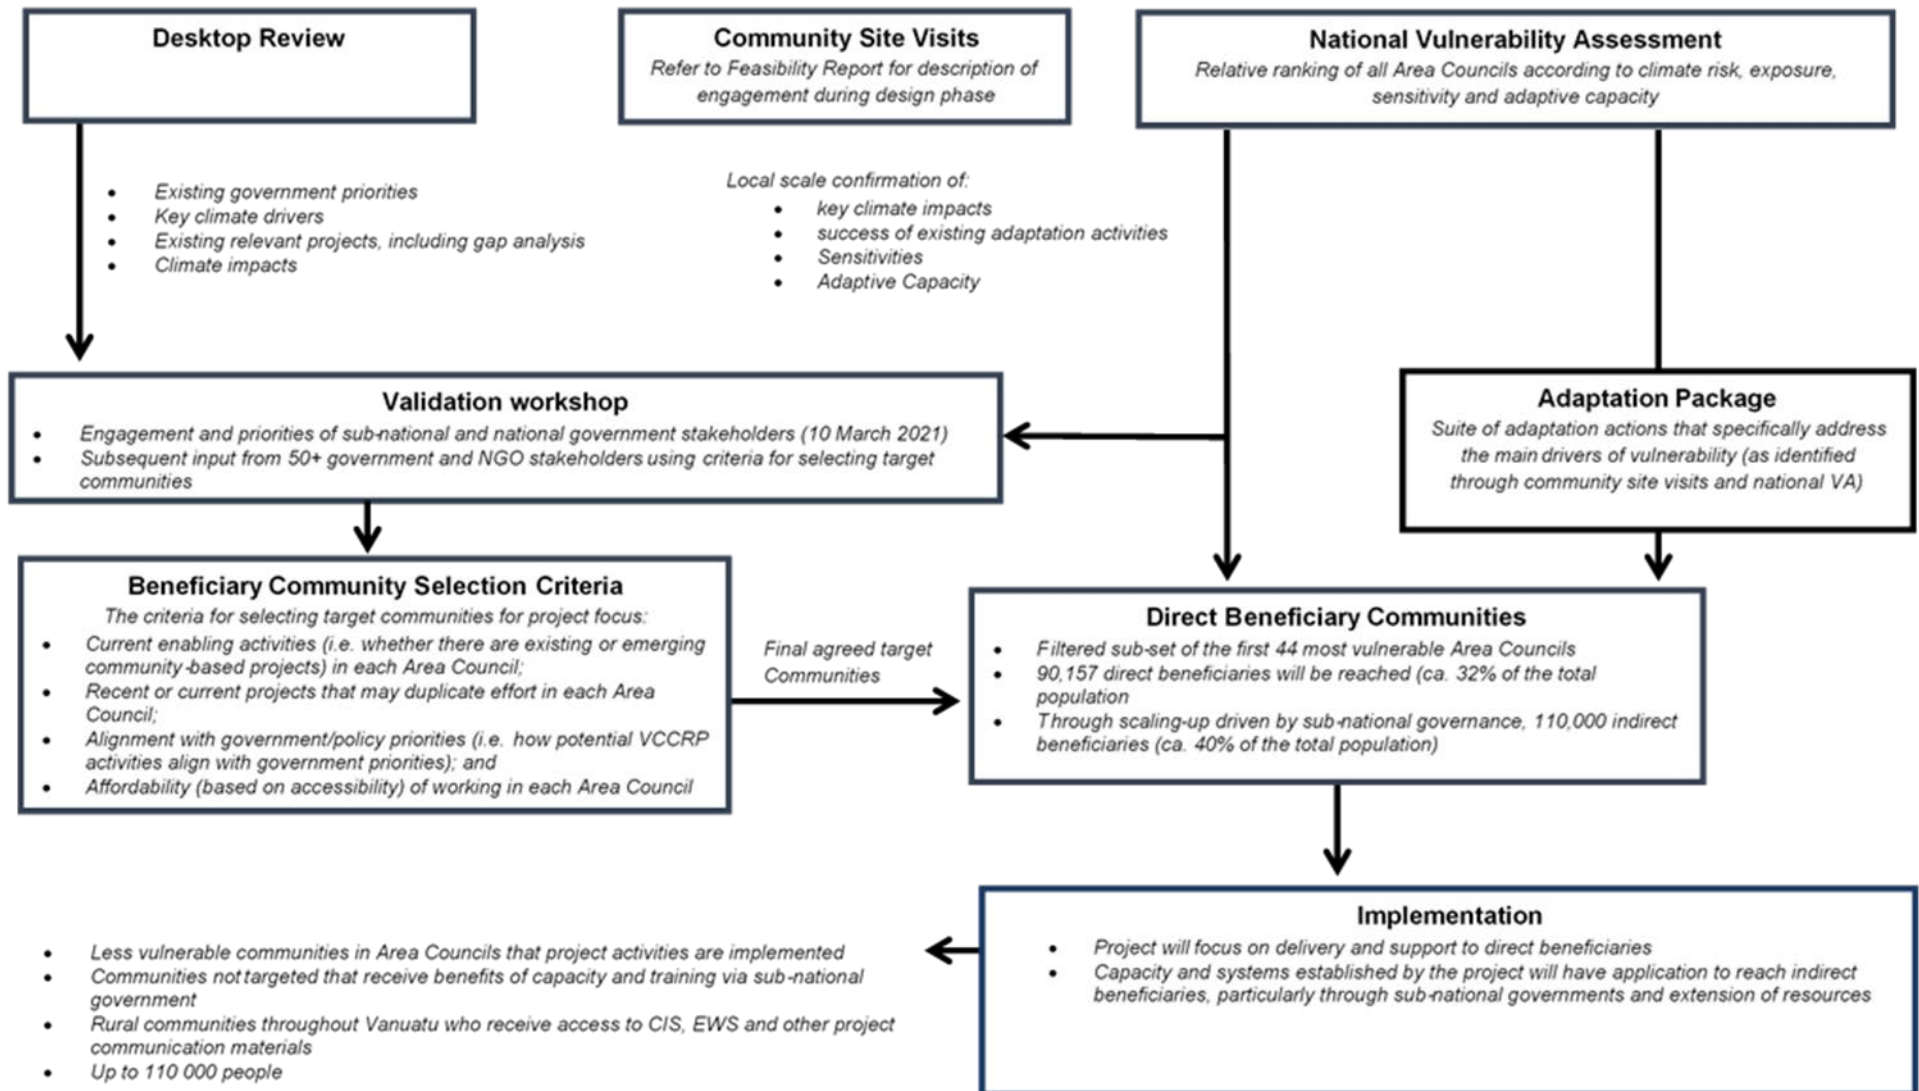 Desktop Review
Community Site Visits
Refer to Feasibility Report for description of
engagement during design phase
National Vulnerability Assessment
Relative ranking of all Area Councils according to climate risk, exposure,
sensitivity and adaptive capacity
• Existing government priorities
• Key climate drivers
• Existing relevant projects, including gap analysis
• Climate impacts
Local scale confirmation of:
• key climate impacts
• success of existing adaptation activities
• Sensitivities
• Adaptive Capacity
Validation workshop
• Engagement and priorities of sub-national and national government stakeholders (10 March 2021)
• Subsequent input from 50+ government and NGO stakeholders using criteria for selecting target
communities
Adaptation Package
Suite of adaptation actions that specifically address
the main drivers of vulnerability (as identified
through community site visits and national VA)
Beneficiary Community Selection Criteria
The criteria for selecting target communities for project focus:
• Current enabling activities (i.e. whether there are existing or emerging
community-based projects) in each Area Council;
• Recent or current projects that may duplicate effort in each Area
Council;
• Alignment with government/policy priorities (i.e. how potential VCCRP
activities align with government priorities); and
• Affordability (based on accessibility) of working in each Area Council
Final agreed target
Communities
Direct Beneficiary Communities
• Filtered sub-set of the first 44 most vulnerable Area Councils
• 90,157 direct beneficiaries will be reached (ca. 32% of the total
population
• Through scaling-up driven by sub-national governance, 110,000 indirect
beneficiaries (ca. 40% of the total population)
Implementation
• Project will focus on delivery and support to direct beneficiaries
• Capacity and systems established by the project will have application to reach indirect
beneficiaries, particularly through sub-national governments and extension of resources
• Less vulnerable communities in Area Councils that project activities are implemented
• Communities not targeted that receive benefits of capacity and training via sub-national
government
• Rural communities throughout Vanuatu who receive access to CIS, EWS and other project
communication materials
• Up to 110 000 people